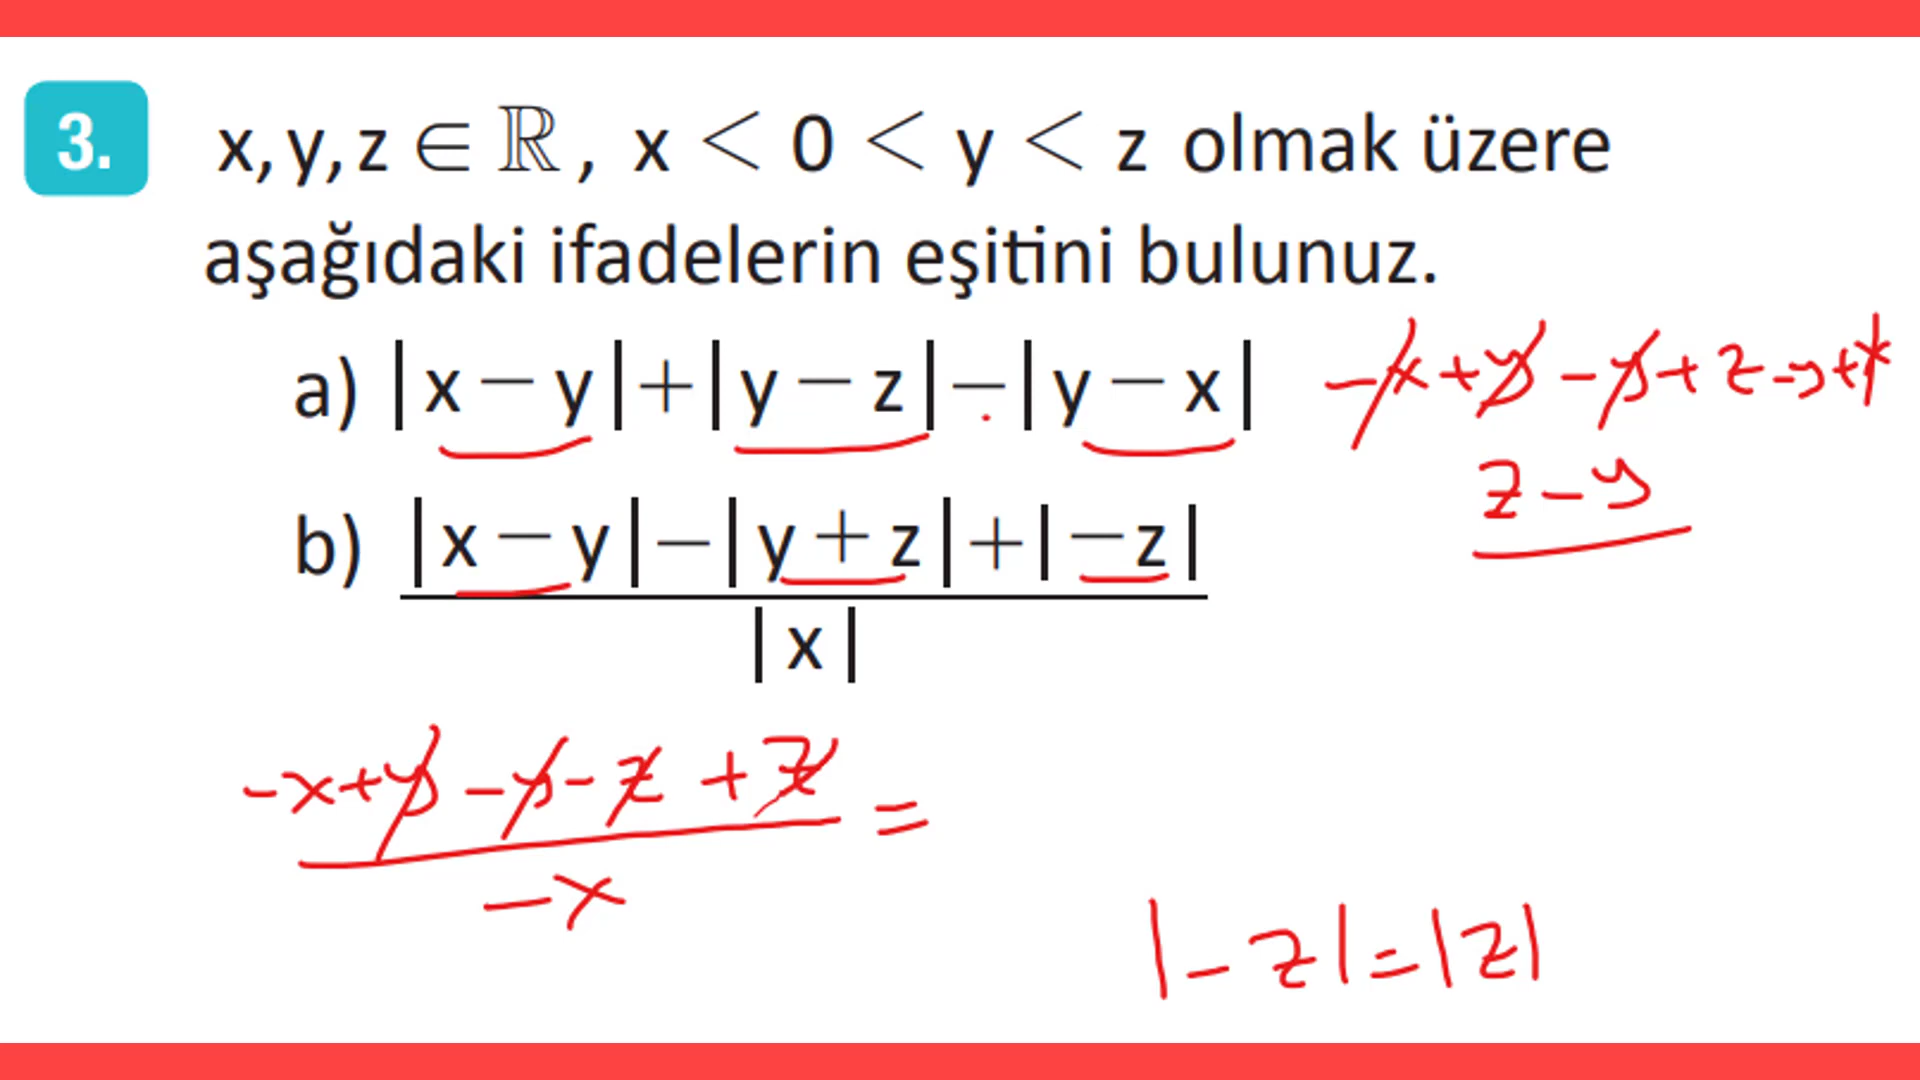 3. x, y, z ∈ ℝ, x < 0 < y < z olmak üzere
aşağıdaki ifadelerin eşitini bulunuz.
a) |x − y| + |y − z| − |y − x|
-x+y-y+z-y+x
z-y
b) |x − y| − |y + z| + |−z|
|x|
-x+y-y-z+z =
-x
|-z|=|z|